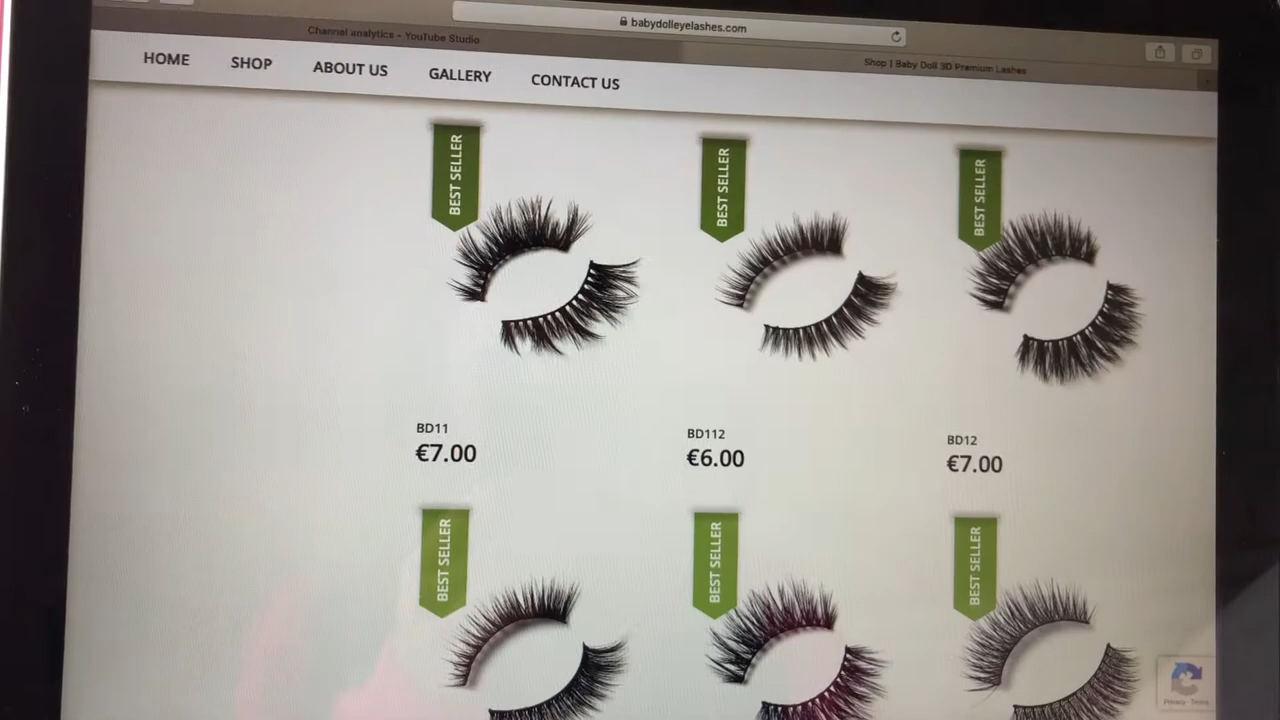 babydolleyelashes.com
Channel analytics - YouTube Studio
Shop | Baby Doll 3D Premium Lashes
HOME
SHOP
ABOUT US
GALLERY
CONTACT US
BEST SELLER
BEST SELLER
BEST SELLER
BD11
€7.00
BD112
€6.00
BD12
€7.00
BEST SELLER
BEST SELLER
BEST SELLER
Privacy - Terms